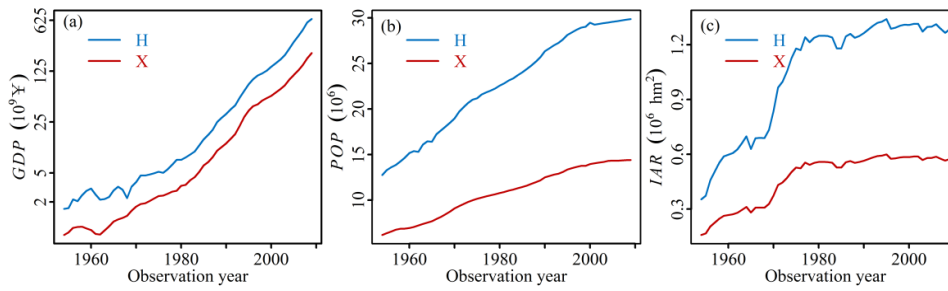 (a)
H
X
GDP (10⁹Y)
625
125
25
5
2
1960
1980
2000
Observation year
(b)
H
X
POP (10⁶)
30
25
20
15
10
1960
1980
2000
Observation year
(c)
H
X
IAR (10⁶ hm²)
1.2
0.9
0.6
0.3
1960
1980
2000
Observation year